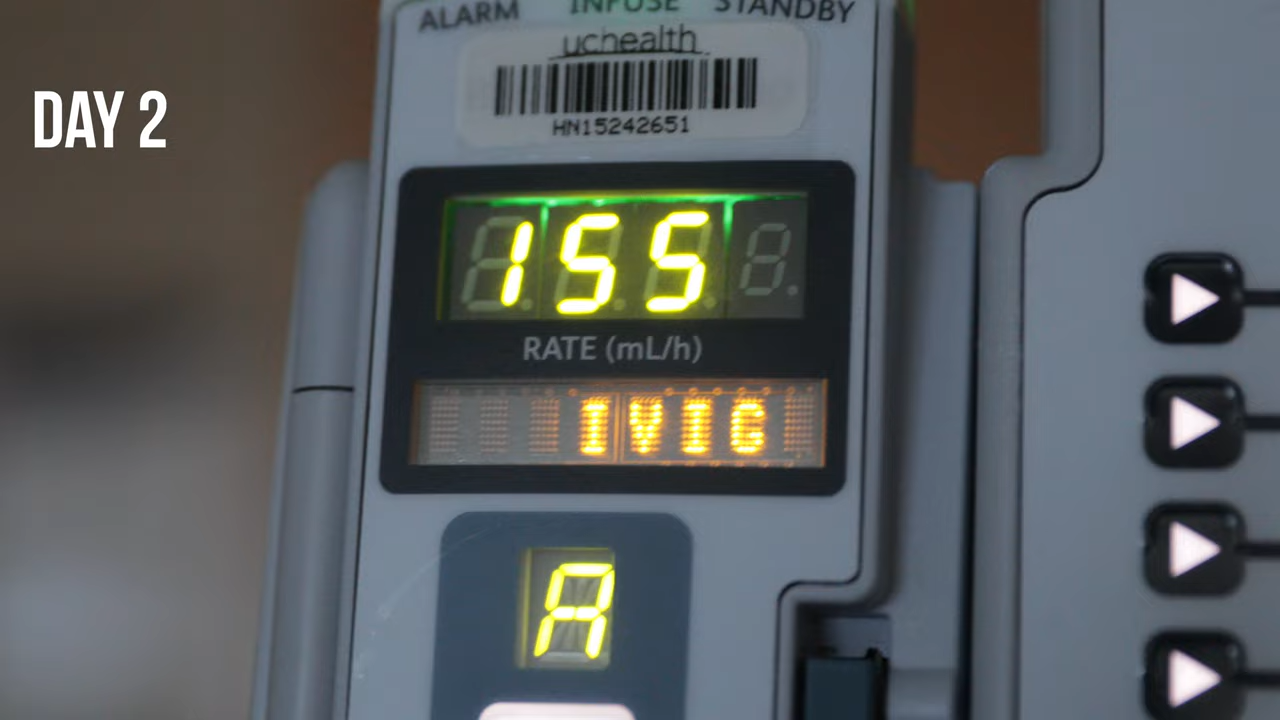 ALARM INFUSE STANDBY
uchealth
HN15242651
DAY 2
155
RATE (mL/h)
IVIG
A